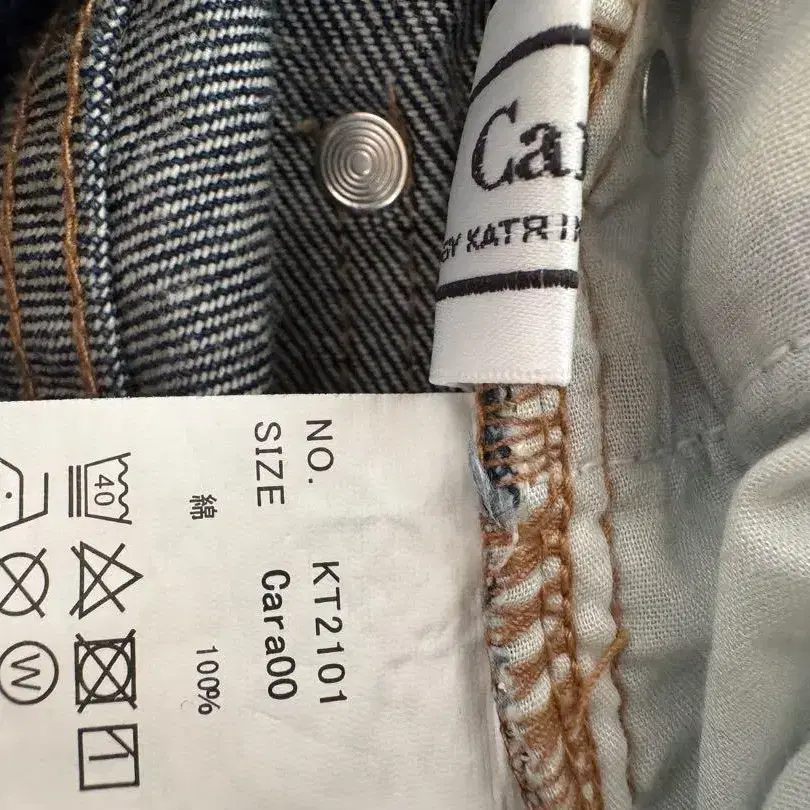 Car
BY KATRIN
NO. KT2101
SIZE Cara00
綿 100%
40
W